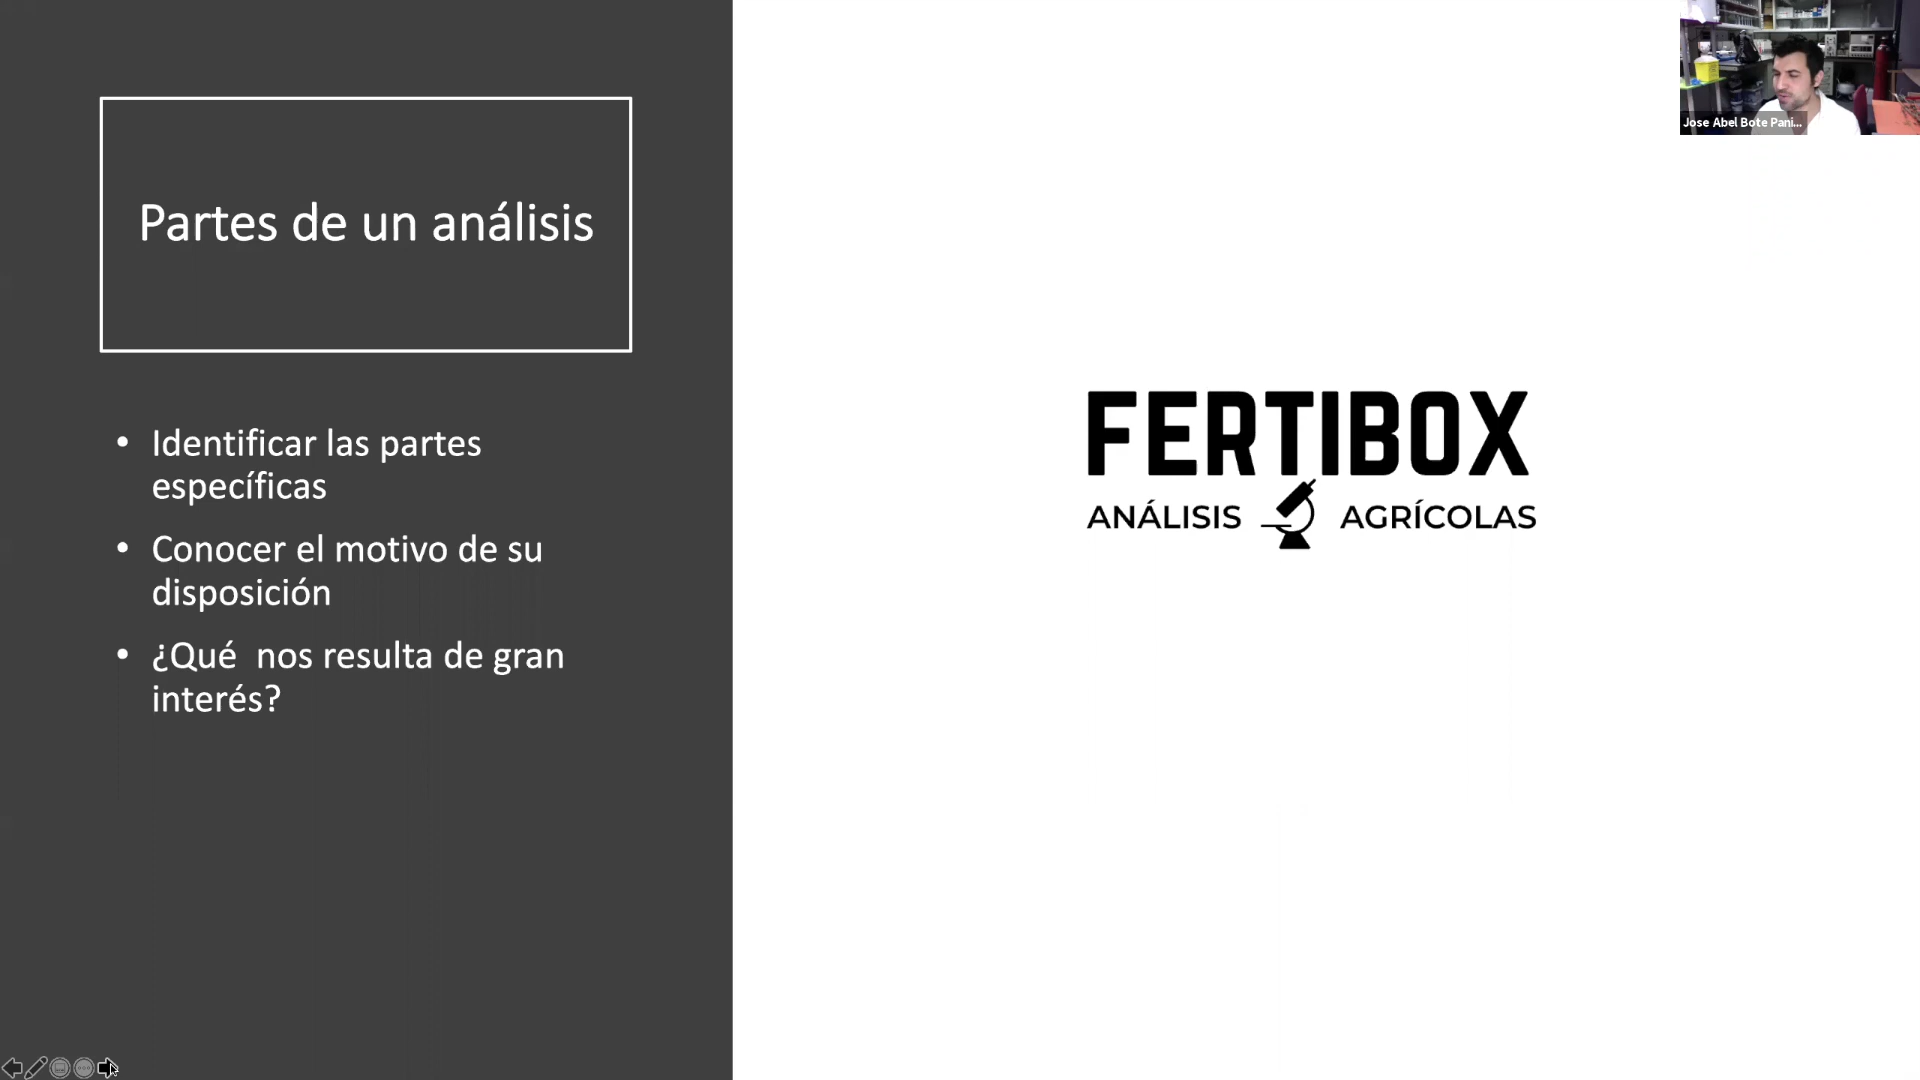 Partes de un análisis
• Identificar las partes
específicas
• Conocer el motivo de su
disposición
• ¿Qué  nos resulta de gran
interés?
FERTIBOX
ANÁLISIS AGRÍCOLAS
Jose Abel Bote Pani...